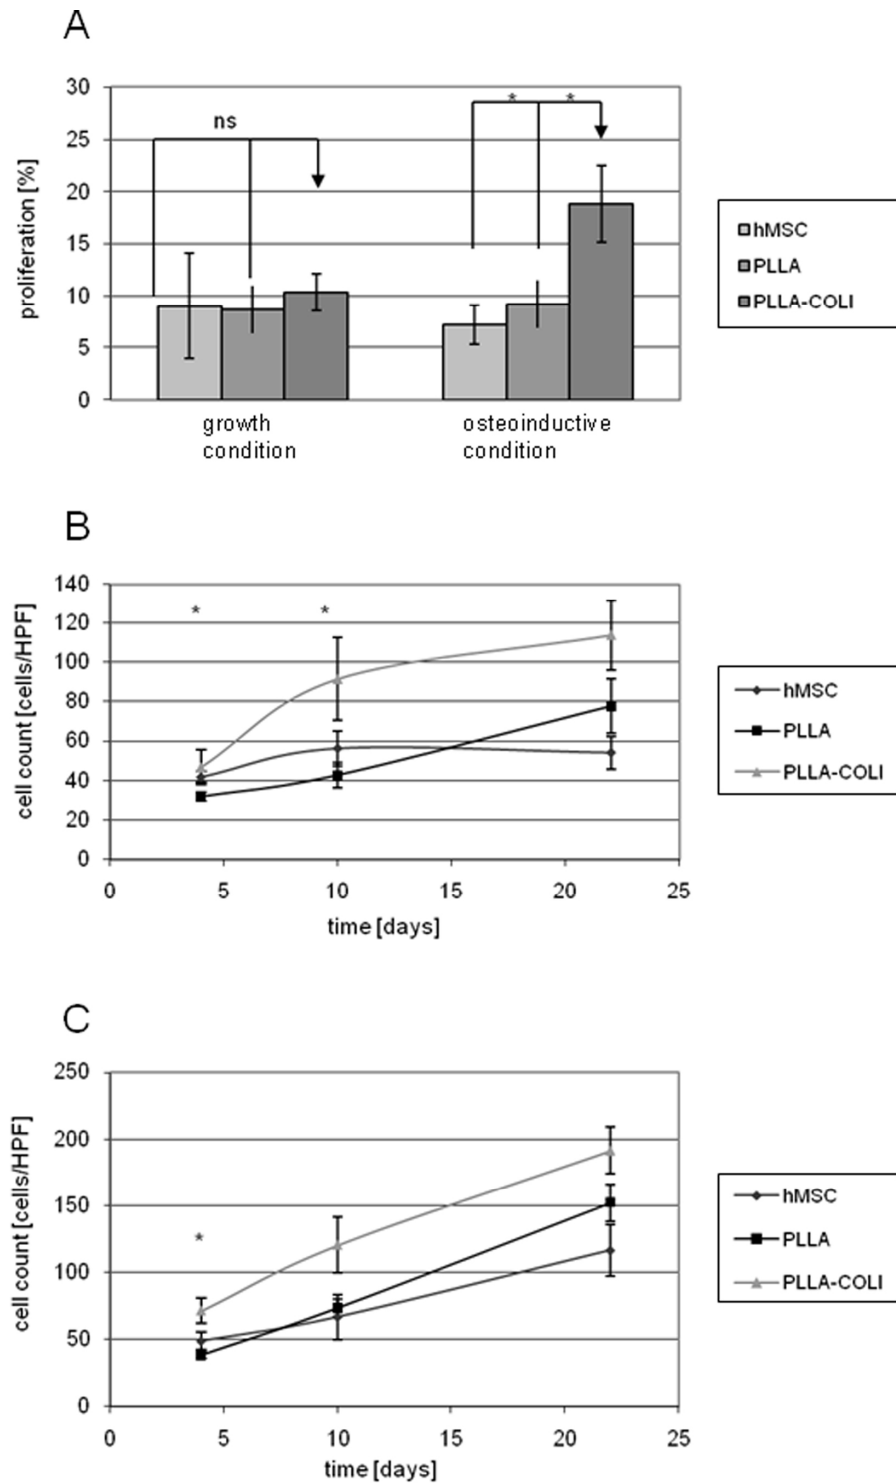 A
30
25
20
15
10
5
0
proliferation [%]
ns
* *
growth
condition
osteoinductive
condition
hMSC
PLLA
PLLA-COLI
B
140
120
100
80
60
40
20
0
cell count [cells/HPF]
* *
0 5 10 15 20 25
time [days]
hMSC
PLLA
PLLA-COLI
C
250
200
150
100
50
0
cell count [cells/HPF]
*
0 5 10 15 20 25
time [days]
hMSC
PLLA
PLLA-COLI